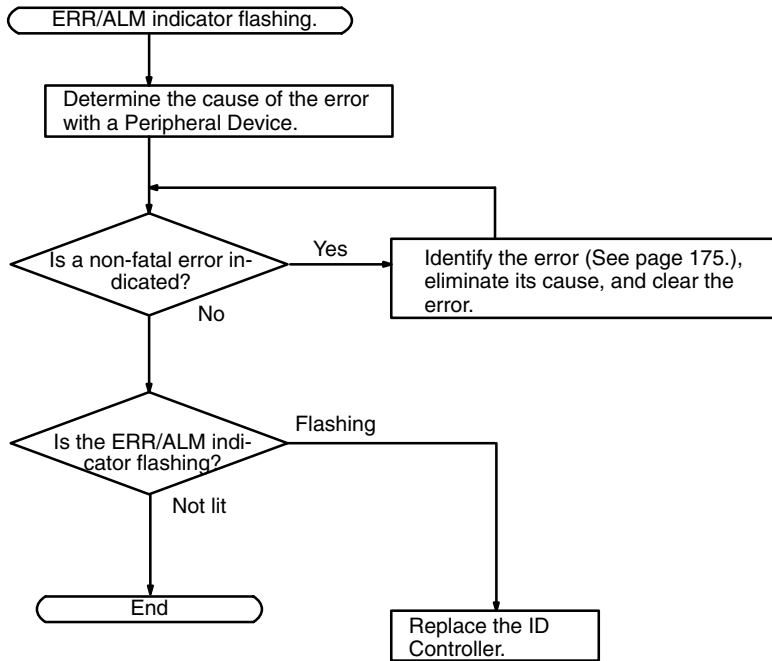 ERR/ALM indicator flashing.
Determine the cause of the error
with a Peripheral Device.
Is a non-fatal error in-
dicated?
Yes
Identify the error (See page 175.),
eliminate its cause, and clear the
error.
No
Is the ERR/ALM indi-
cator flashing?
Flashing
Not lit
End
Replace the ID
Controller.